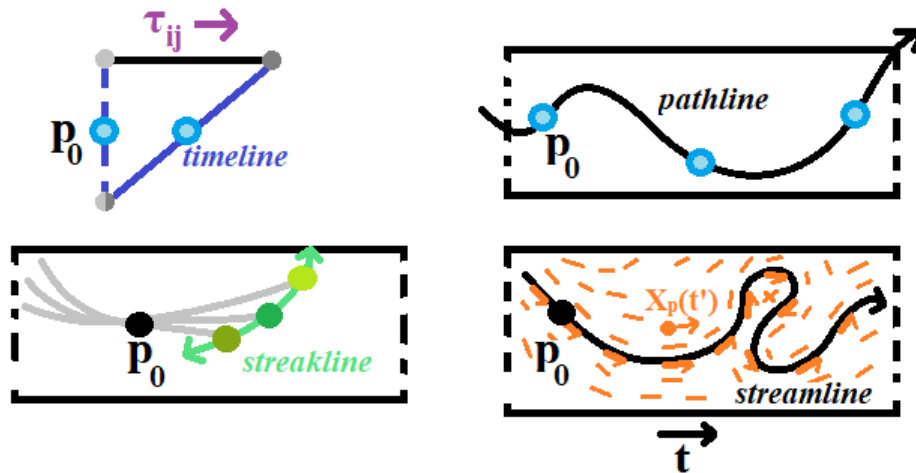 τij
p0
timeline
pathline
p0
p0
streakline
Xp(t')
p0
streamline
t